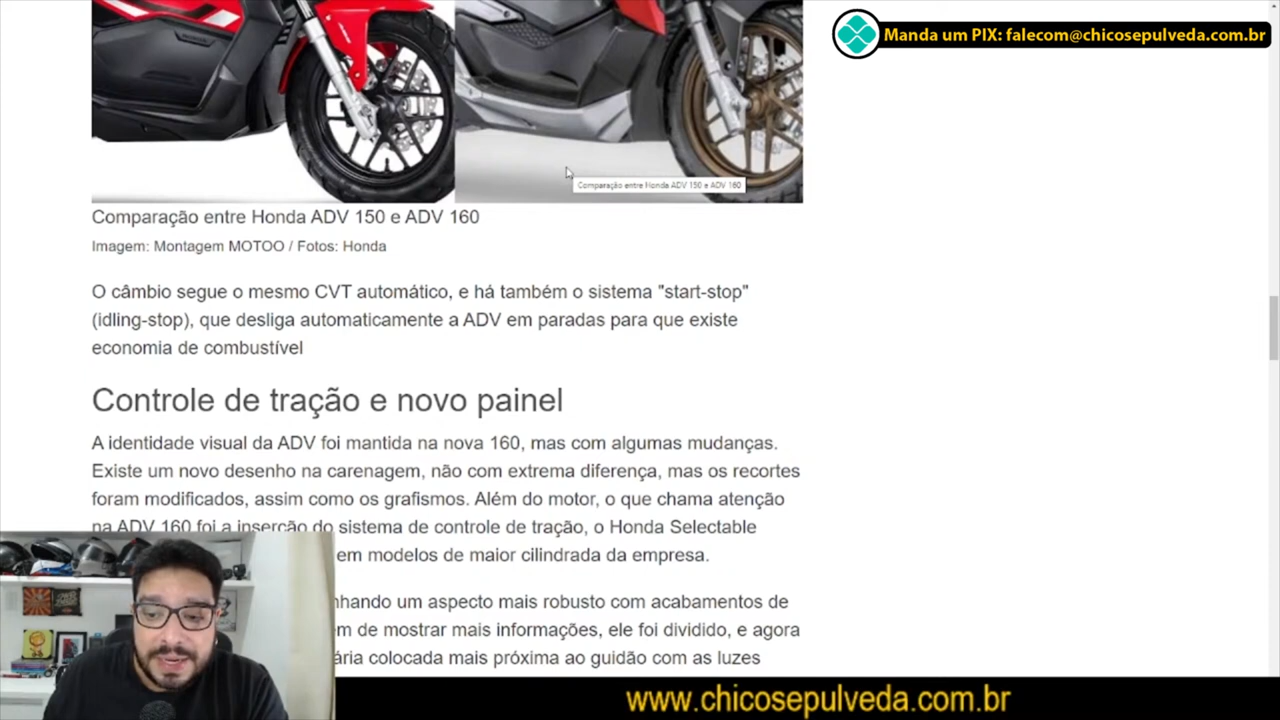 Manda um PIX: falecom@chicosepulveda.com.br
Comparação entre Honda ADV 150 e ADV 160
Comparação entre Honda ADV 150 e ADV 160
Imagem: Montagem MOTOO / Fotos: Honda
O câmbio segue o mesmo CVT automático, e há também o sistema "start-stop"
(idling-stop), que desliga automaticamente a ADV em paradas para que existe
economia de combustível
Controle de tração e novo painel
A identidade visual da ADV foi mantida na nova 160, mas com algumas mudanças.
Existe um novo desenho na carenagem, não com extrema diferença, mas os recortes
foram modificados, assim como os grafismos. Além do motor, o que chama atenção
na ADV 160 foi a inserção do sistema de controle de tração, o Honda Selectable
em modelos de maior cilindrada da empresa.
nhando um aspecto mais robusto com acabamentos de
m de mostrar mais informações, ele foi dividido, e agora
ária colocada mais próxima ao guidão com as luzes
www.chicosepulveda.com.br